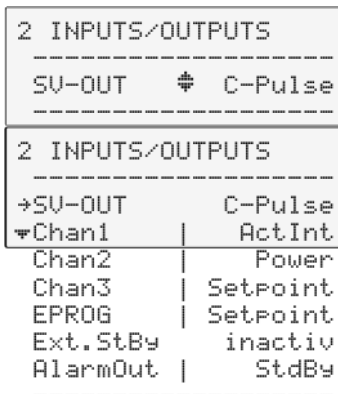 2 INPUTS/OUTPUTS
SV-OUT C-Pulse
2 INPUTS/OUTPUTS
→SV-OUT C-Pulse
Chan1 | ActInt
Chan2 | Power
Chan3 | Setpoint
EPROG | Setpoint
Ext.StBy inactiv
AlarmOut | StdBy